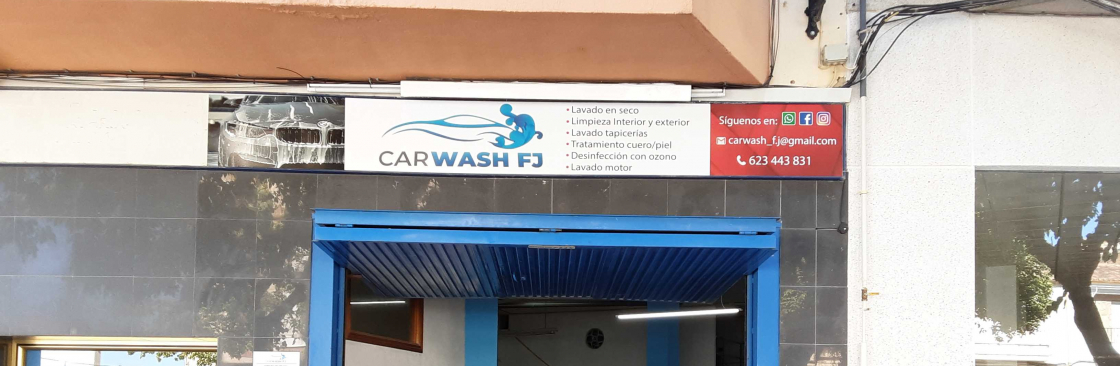 CARWASH FJ
• Lavado en seco
• Limpieza Interior y exterior
• Lavado tapicerías
• Tratamiento cuero/piel
• Desinfección con ozono
• Lavado motor
Síguenos en:
carwash_f.j@gmail.com
623 443 831